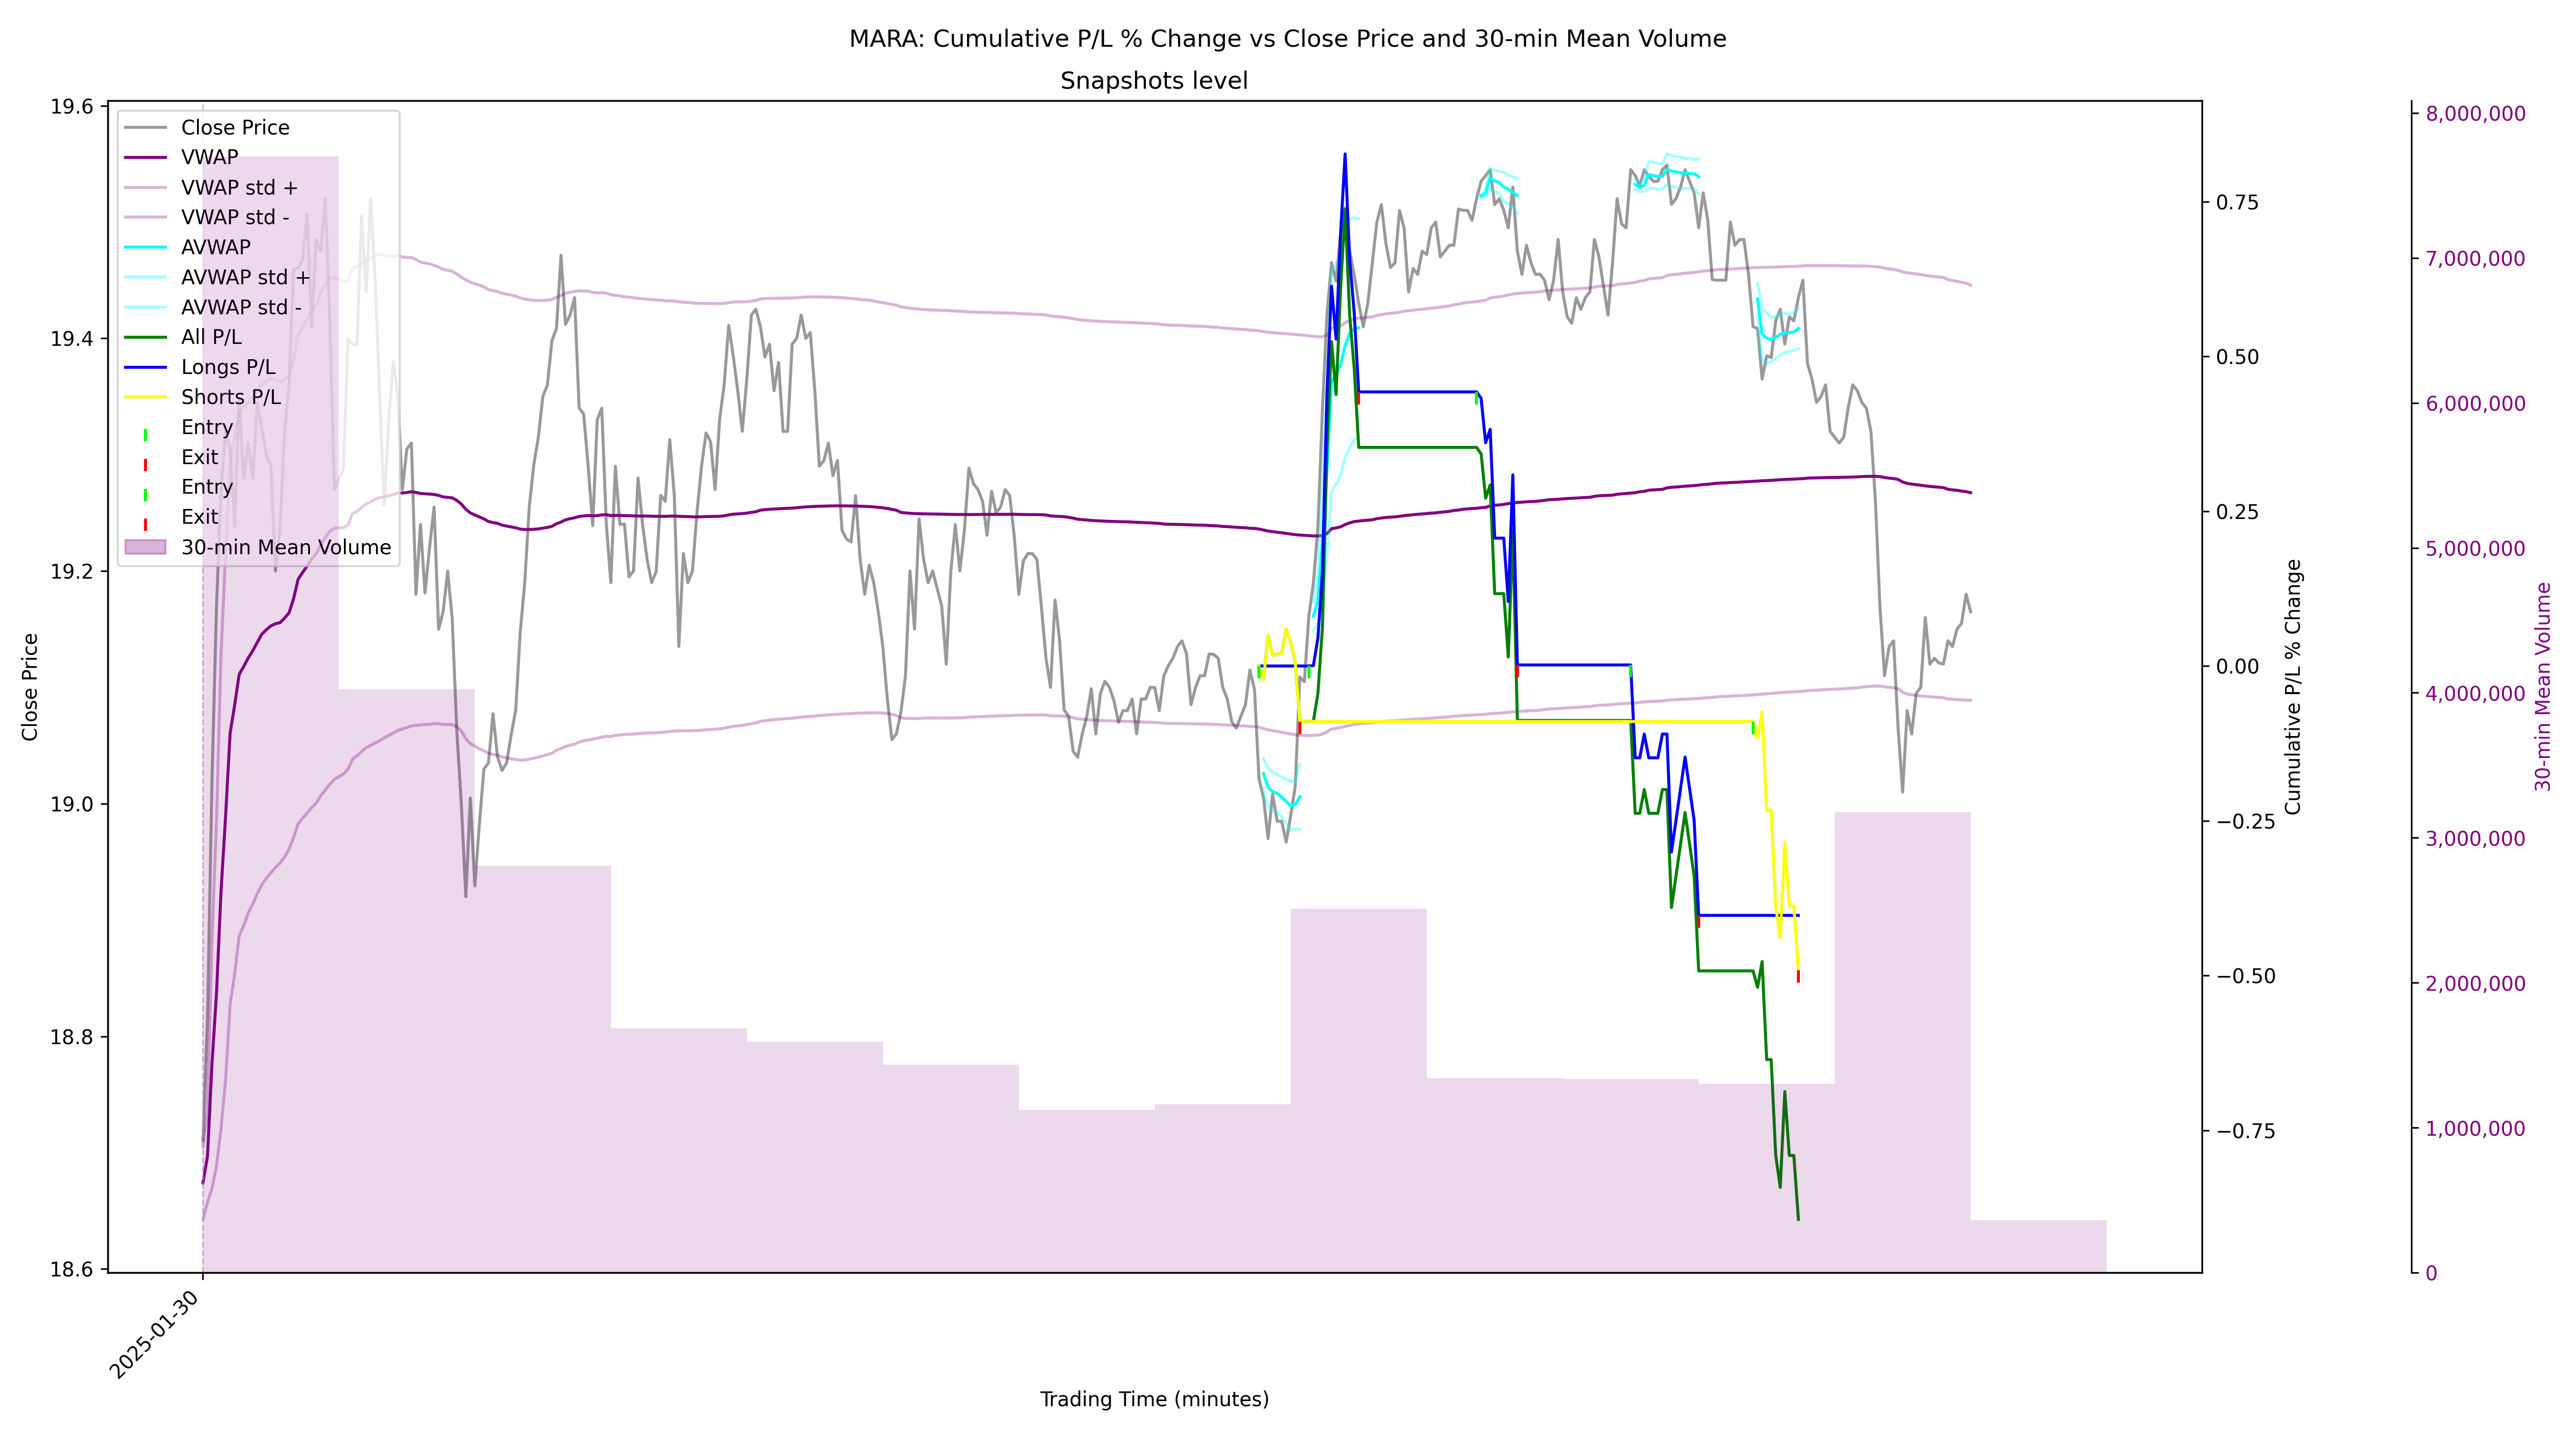 MARA: Cumulative P/L % Change vs Close Price and 30-min Mean Volume
Snapshots level
Close Price
VWAP
VWAP std +
VWAP std -
AVWAP
AVWAP std +
AVWAP std -
All P/L
Longs P/L
Shorts P/L
Entry
Exit
Entry
Exit
30-min Mean Volume
19.6
19.4
19.2
19.0
18.8
18.6
Close Price
2025-01-30
Trading Time (minutes)
0.75
0.50
0.25
0.00
−0.25
−0.50
−0.75
Cumulative P/L % Change
8,000,000
7,000,000
6,000,000
5,000,000
4,000,000
3,000,000
2,000,000
1,000,000
0
30-min Mean Volume